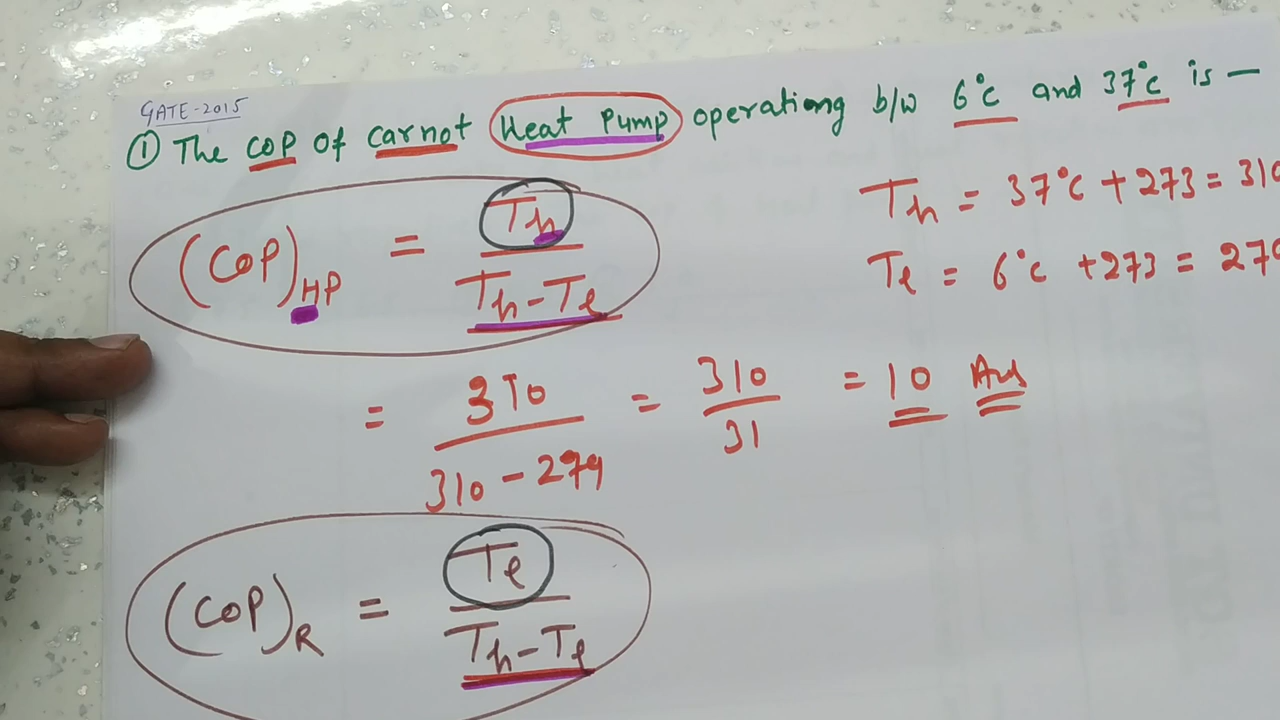 GATE-2015
① The COP of carnot Heat Pump operationg b/w 6°c and 37°c is —
(COP)HP = Th / Th-Te
Th = 37°c + 273 = 310
Te = 6°c + 273 = 279
= 310 / 310-279 = 310 / 31 = 10 Ans
(COP)R = Te / Th-Te